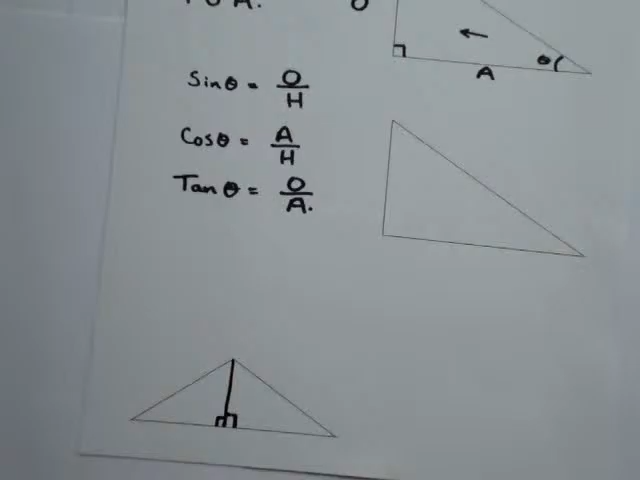 O
A
θ
Sinθ = O/H
Cosθ = A/H
Tanθ = O/A.